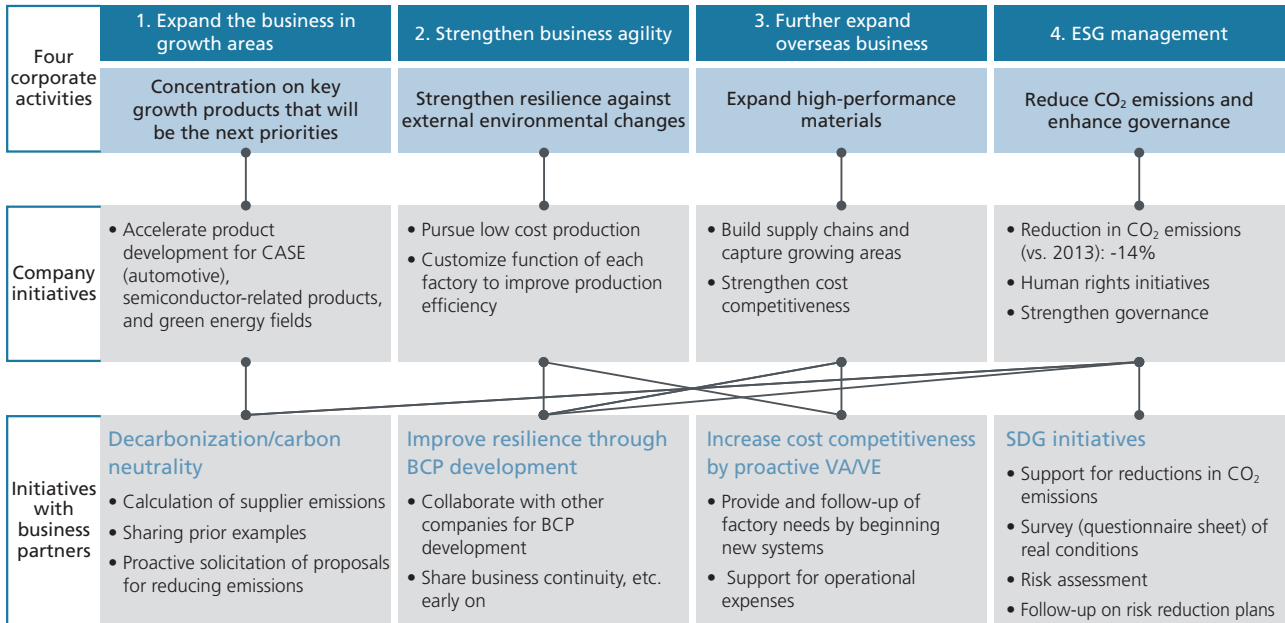 Four
corporate
activities
1. Expand the business in
growth areas
2. Strengthen business agility
3. Further expand
overseas business
4. ESG management
Concentration on key
growth products that will
be the next priorities
Strengthen resilience against
external environmental changes
Expand high-performance
materials
Reduce CO₂ emissions and
enhance governance
Company
initiatives
• Accelerate product
development for CASE
(automotive),
semiconductor-related products,
and green energy fields
• Pursue low cost production
• Customize function of each
factory to improve production
efficiency
• Build supply chains and
capture growing areas
• Strengthen cost
competitiveness
• Reduction in CO₂ emissions
(vs. 2013): -14%
• Human rights initiatives
• Strengthen governance
Initiatives
with
business
partners
Decarbonization/carbon
neutrality
• Calculation of supplier emissions
• Sharing prior examples
• Proactive solicitation of proposals
for reducing emissions
Improve resilience through
BCP development
• Collaborate with other
companies for BCP
development
• Share business continuity, etc.
early on
Increase cost competitiveness
by proactive VA/VE
• Provide and follow-up of
factory needs by beginning
new systems
• Support for operational
expenses
SDG initiatives
• Support for reductions in CO₂
emissions
• Survey (questionnaire sheet) of
real conditions
• Risk assessment
• Follow-up on risk reduction plans